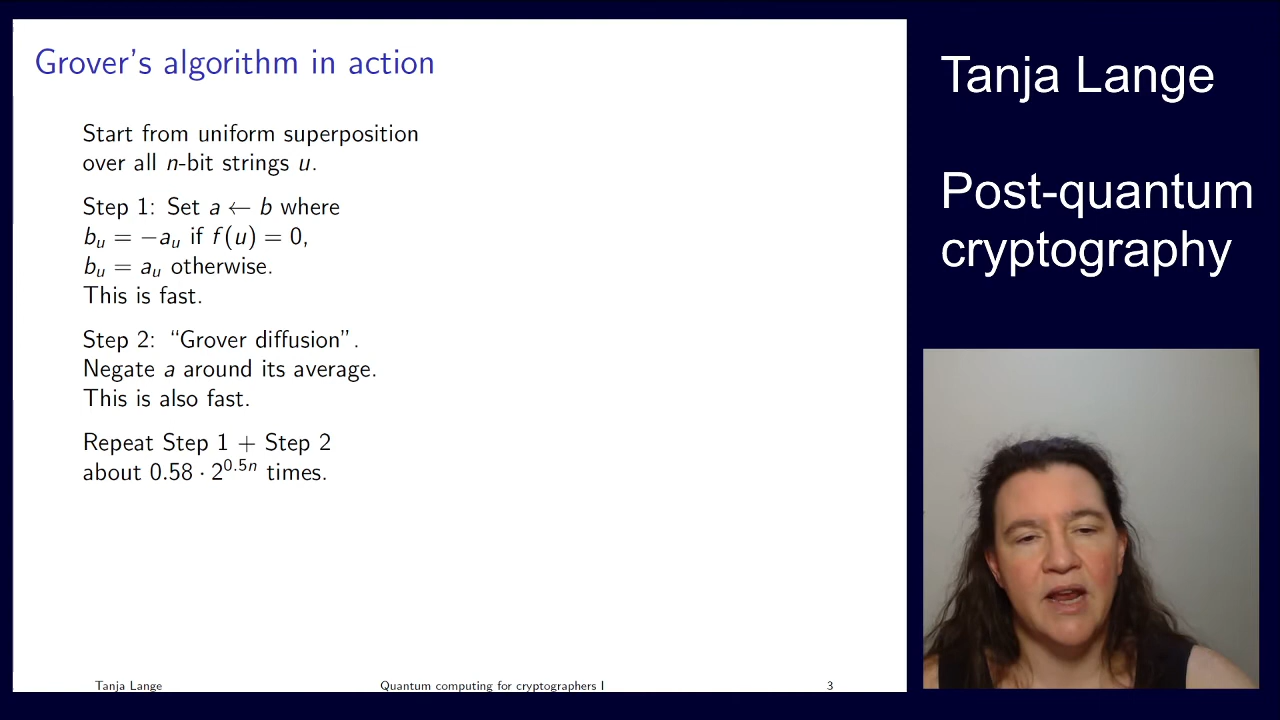 Grover's algorithm in action
Start from uniform superposition
over all n-bit strings u.
Step 1: Set a ← b where
b_u = −a_u if f(u) = 0,
b_u = a_u otherwise.
This is fast.
Step 2: “Grover diffusion”.
Negate a around its average.
This is also fast.
Repeat Step 1 + Step 2
about 0.58 · 2^{0.5n} times.
Tanja Lange
Quantum computing for cryptographers I
3
Tanja Lange
Post-quantum
cryptography